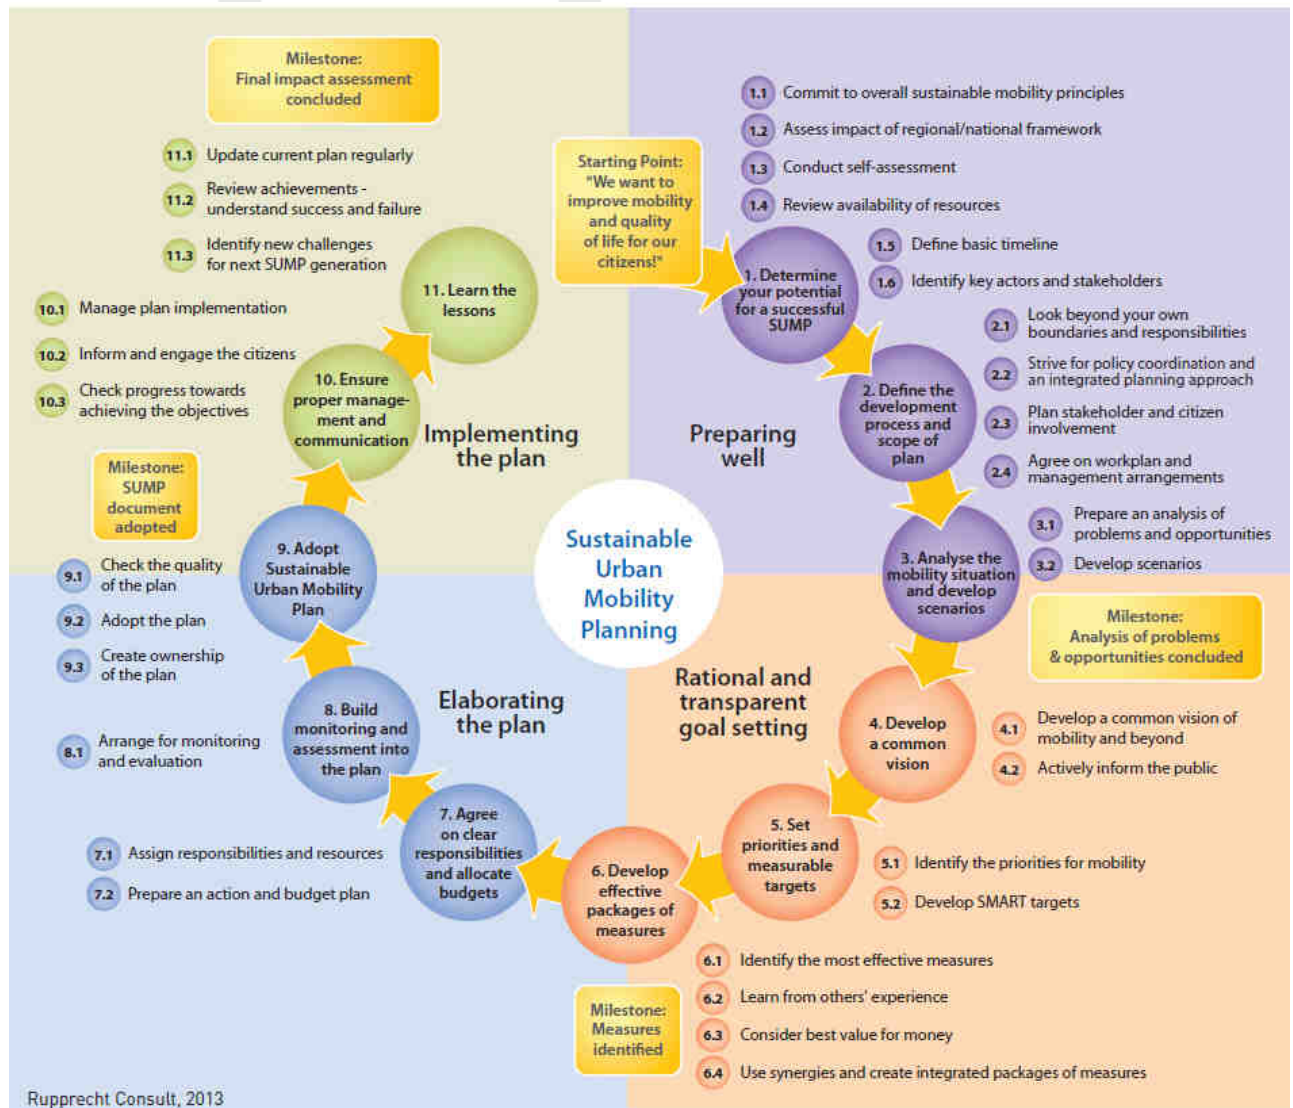 Starting Point:
"We want to
improve mobility
and quality
of life for our
citizens!"
1.1 Commit to overall sustainable mobility principles
1.2 Assess impact of regional/national framework
1.3 Conduct self-assessment
1.4 Review availability of resources
1.5 Define basic timeline
1.6 Identify key actors and stakeholders
1. Determine
your potential
for a successful
SUMP
2.1 Look beyond your own
boundaries and responsibilities
2.2 Strive for policy coordination and
an integrated planning approach
2.3 Plan stakeholder and citizen
involvement
2.4 Agree on workplan and
management arrangements
2. Define the
development
process and
scope of
plan
Preparing
well
3.1 Prepare an analysis of
problems and opportunities
3.2 Develop scenarios
3. Analyse the
mobility situation
and develop
scenarios
Milestone:
Analysis of problems
& opportunities concluded
Sustainable
Urban
Mobility
Planning
Rational and
transparent
goal setting
4. Develop
a common
vision
4.1 Develop a common vision of
mobility and beyond
4.2 Actively inform the public
5. Set
priorities and
measurable
targets
5.1 Identify the priorities for mobility
5.2 Develop SMART targets
6. Develop
effective
packages of
measures
6.1 Identify the most effective measures
6.2 Learn from others' experience
6.3 Consider best value for money
6.4 Use synergies and create integrated packages of measures
Milestone:
Measures
identified
7. Agree
on clear
responsibilities
and allocate
budgets
7.1 Assign responsibilities and resources
7.2 Prepare an action and budget plan
Elaborating
the plan
8. Build
monitoring and
assessment into
the plan
8.1 Arrange for monitoring
and evaluation
9. Adopt
Sustainable
Urban Mobility
Plan
9.1 Check the quality
of the plan
9.2 Adopt the plan
9.3 Create ownership
of the plan
Milestone:
SUMP
document
adopted
Implementing
the plan
10. Ensure
proper manage-
ment and
communication
10.1 Manage plan implementation
10.2 Inform and engage the citizens
10.3 Check progress towards
achieving the objectives
11. Learn the
lessons
11.1 Update current plan regularly
11.2 Review achievements -
understand success and failure
11.3 Identify new challenges
for next SUMP generation
Milestone:
Final impact assessment
concluded
Rupprecht Consult, 2013